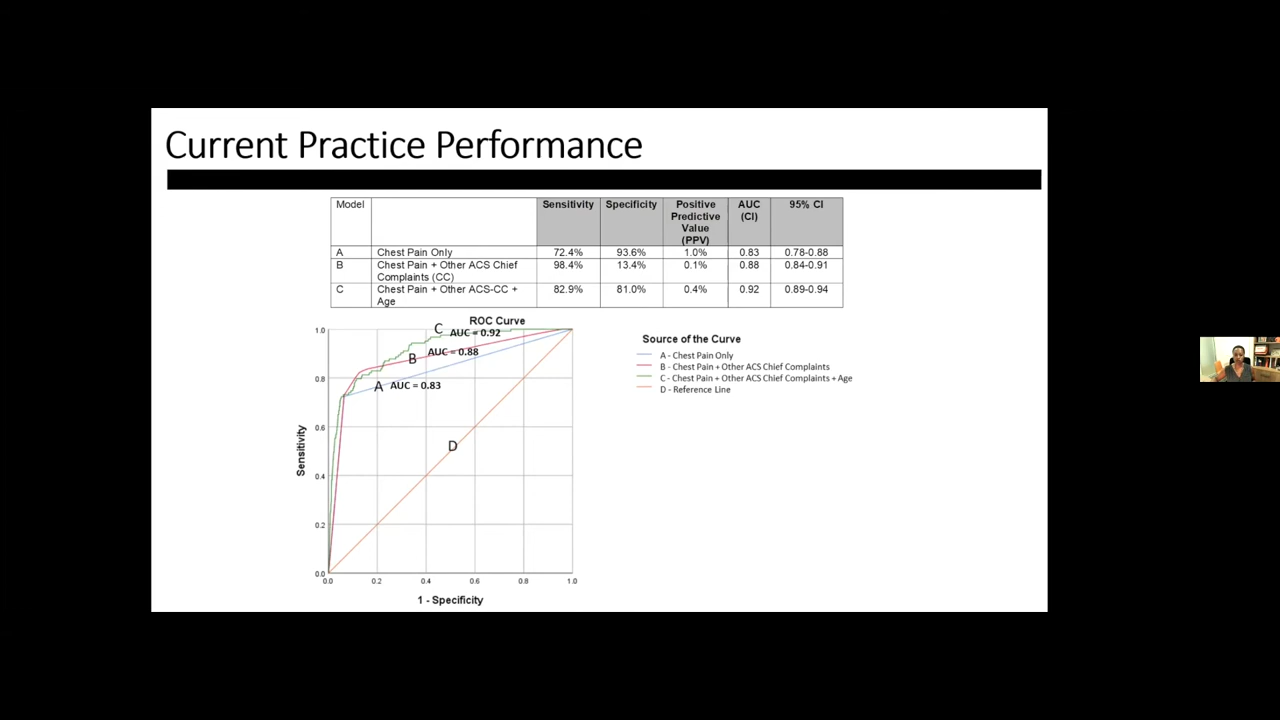 Current Practice Performance
Model Sensitivity Specificity Positive Predictive Value (PPV) AUC (CI) 95% CI
A Chest Pain Only 72.4% 93.6% 1.0% 0.83 0.78-0.88
B Chest Pain + Other ACS Chief Complaints (CC) 98.4% 13.4% 0.1% 0.88 0.84-0.91
C Chest Pain + Other ACS-CC + Age 82.9% 81.0% 0.4% 0.92 0.89-0.94
ROC Curve
C AUC = 0.92
B AUC = 0.88
A AUC = 0.83
D
Sensitivity
1.0
0.8
0.6
0.4
0.2
0.0
0.0 0.2 0.4 0.6 0.8 1.0
1 - Specificity
Source of the Curve
A - Chest Pain Only
B - Chest Pain + Other ACS Chief Complaints
C - Chest Pain + Other ACS Chief Complaints + Age
D - Reference Line